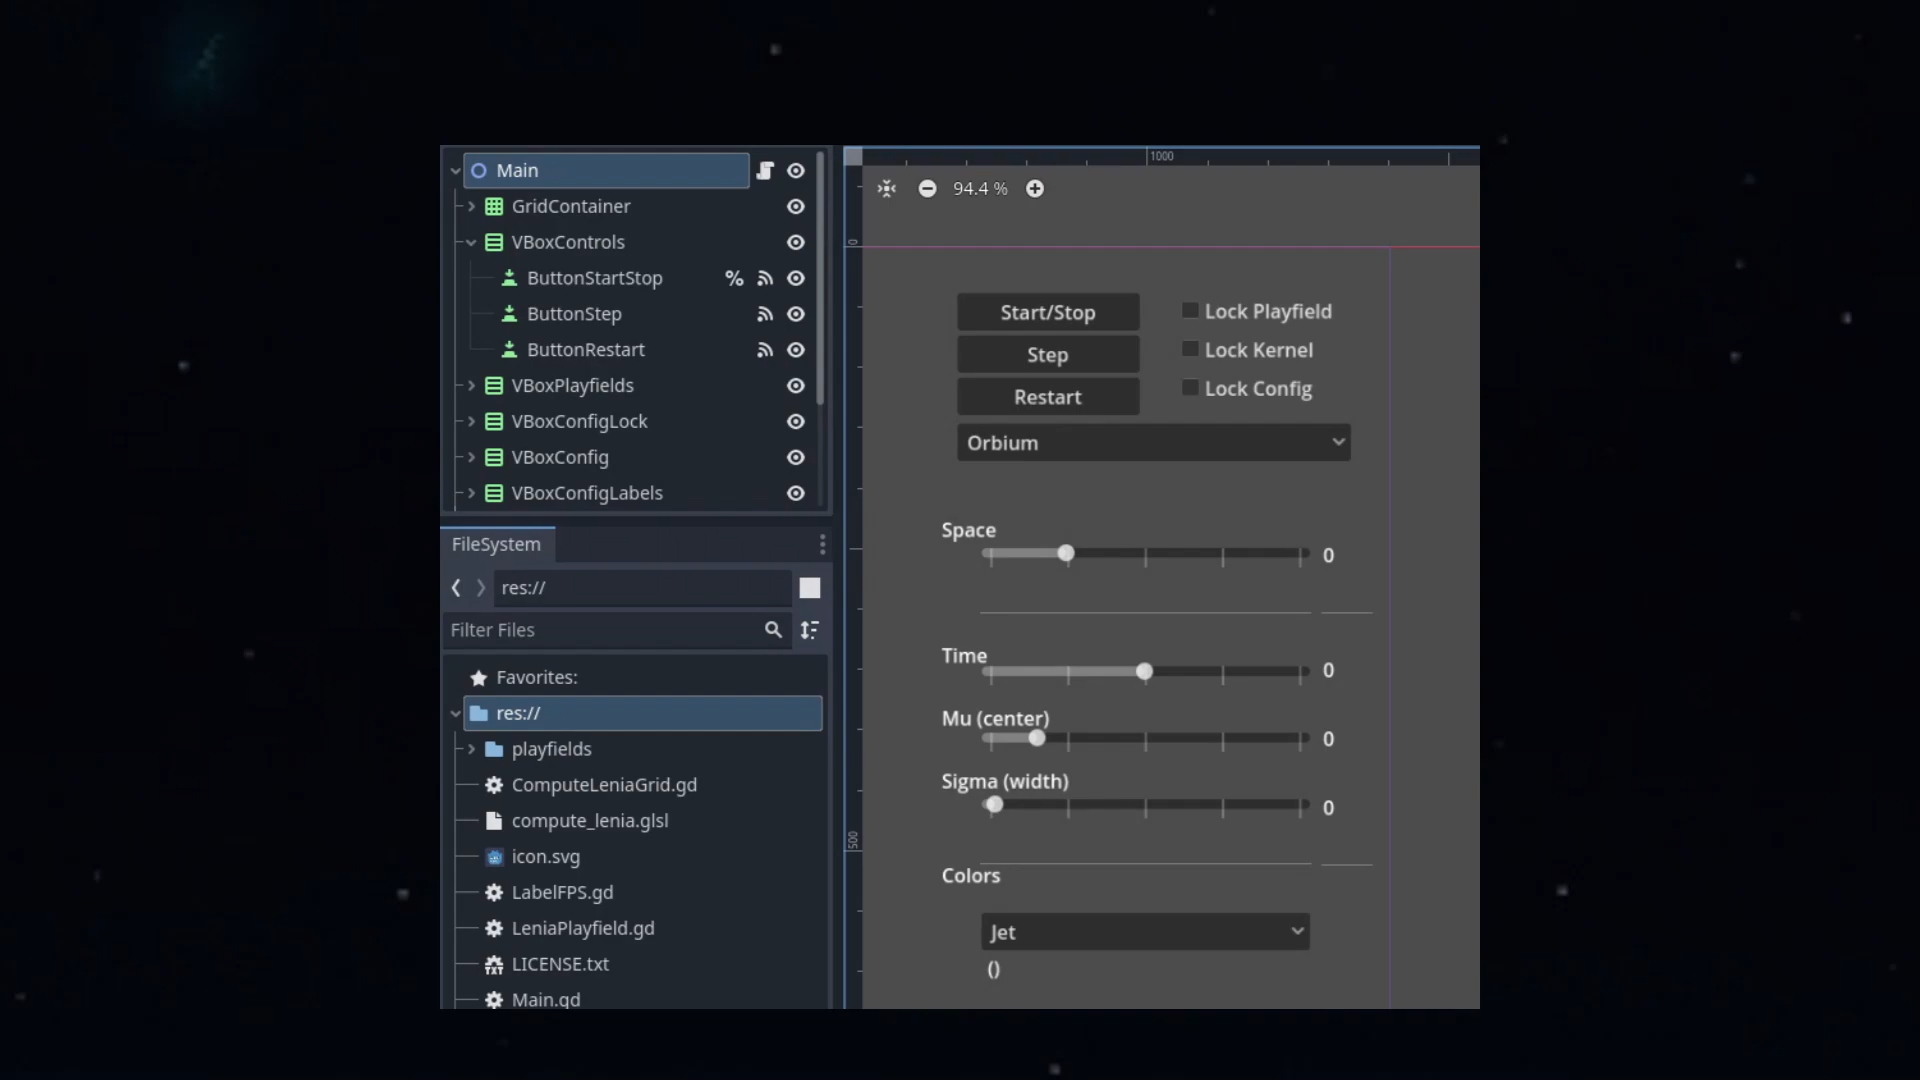 Main
GridContainer
VBoxControls
ButtonStartStop %
ButtonStep
ButtonRestart
VBoxPlayfields
VBoxConfigLock
VBoxConfig
VBoxConfigLabels
FileSystem
res://
Filter Files
Favorites:
res://
playfields
ComputeLeniaGrid.gd
compute_lenia.glsl
icon.svg
LabelFPS.gd
LeniaPlayfield.gd
LICENSE.txt
Main.gd
1000
94.4 %
0
500
Start/Stop
Step
Restart
Lock Playfield
Lock Kernel
Lock Config
Orbium
Space
0
Time
0
Mu (center)
0
Sigma (width)
0
Colors
Jet
()